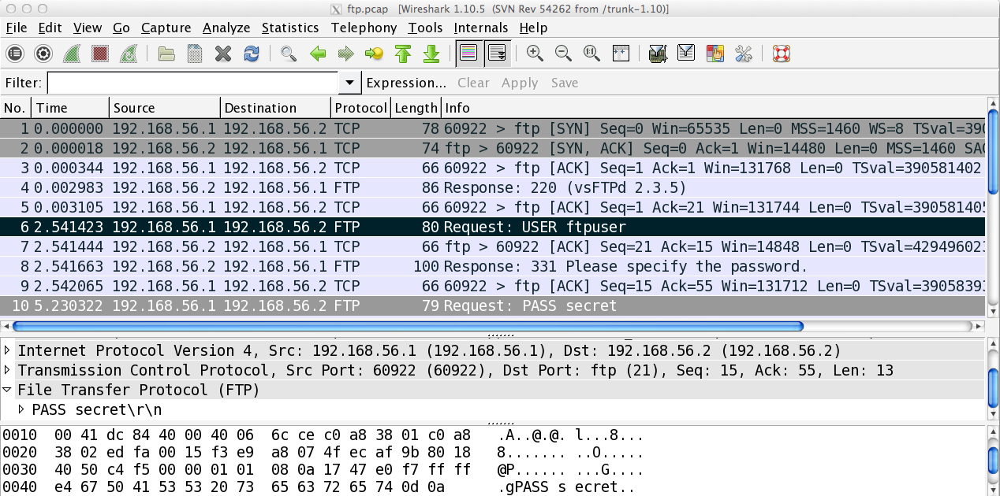 ftp.pcap [Wireshark 1.10.5 (SVN Rev 54262 from /trunk-1.10)]
File Edit View Go Capture Analyze Statistics Telephony Tools Internals Help
Filter: Expression... Clear Apply Save
No. Time Source Destination Protocol Length Info
1 0.000000 192.168.56.1 192.168.56.2 TCP 78 60922 > ftp [SYN] Seq=0 Win=65535 Len=0 MSS=1460 WS=8 TSval=390
2 0.000018 192.168.56.2 192.168.56.1 TCP 74 ftp > 60922 [SYN, ACK] Seq=0 Ack=1 Win=14480 Len=0 MSS=1460 SAC
3 0.000344 192.168.56.1 192.168.56.2 TCP 66 60922 > ftp [ACK] Seq=1 Ack=1 Win=131768 Len=0 TSval=390581402
4 0.002983 192.168.56.2 192.168.56.1 FTP 86 Response: 220 (vsFTPd 2.3.5)
5 0.003105 192.168.56.1 192.168.56.2 TCP 66 60922 > ftp [ACK] Seq=1 Ack=21 Win=131744 Len=0 TSval=390581405
6 2.541423 192.168.56.1 192.168.56.2 FTP 80 Request: USER ftpuser
7 2.541444 192.168.56.2 192.168.56.1 TCP 66 ftp > 60922 [ACK] Seq=21 Ack=15 Win=14848 Len=0 TSval=429496023
8 2.541663 192.168.56.2 192.168.56.1 FTP 100 Response: 331 Please specify the password.
9 2.542065 192.168.56.1 192.168.56.2 TCP 66 60922 > ftp [ACK] Seq=15 Ack=55 Win=131712 Len=0 TSval=39058393
10 5.230322 192.168.56.1 192.168.56.2 FTP 79 Request: PASS secret
Internet Protocol Version 4, Src: 192.168.56.1 (192.168.56.1), Dst: 192.168.56.2 (192.168.56.2)
Transmission Control Protocol, Src Port: 60922 (60922), Dst Port: ftp (21), Seq: 15, Ack: 55, Len: 13
File Transfer Protocol (FTP)
PASS secret\r\n
0010 00 41 dc 84 40 00 40 06 6c ce c0 a8 38 01 c0 a8 .A..@.@. l...8...
0020 38 02 ed fa 00 15 f3 e9 a8 07 4f ec af 9b 80 18 8....... ..O.....
0030 40 50 c4 f5 00 00 01 01 08 0a 17 47 e0 f7 ff ff @P...... ...G....
0040 e4 67 50 41 53 53 20 73 65 63 72 65 74 0d 0a .gPASS s ecret..